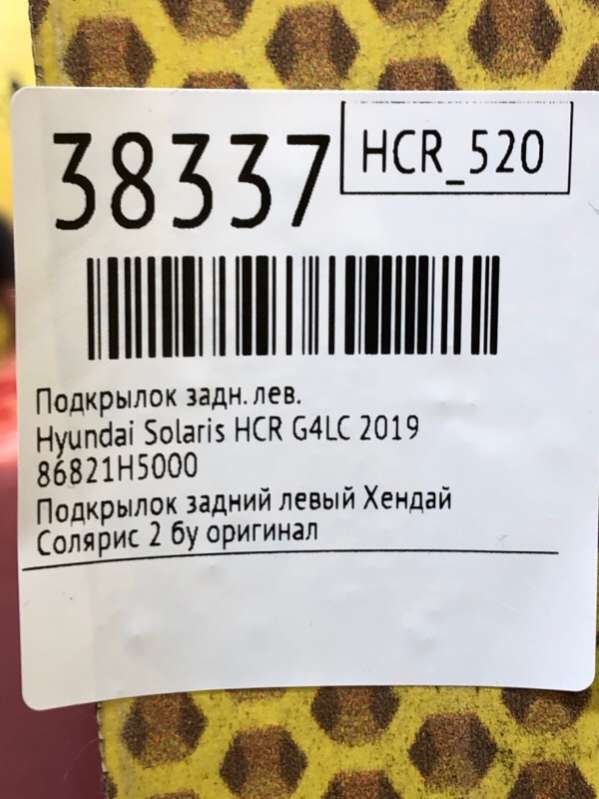 38337
HCR_520
Подкрылок задн. лев.
Hyundai Solaris HCR G4LC 2019
86821H5000
Подкрылок задний левый Хендай
Солярис 2 бу оригинал